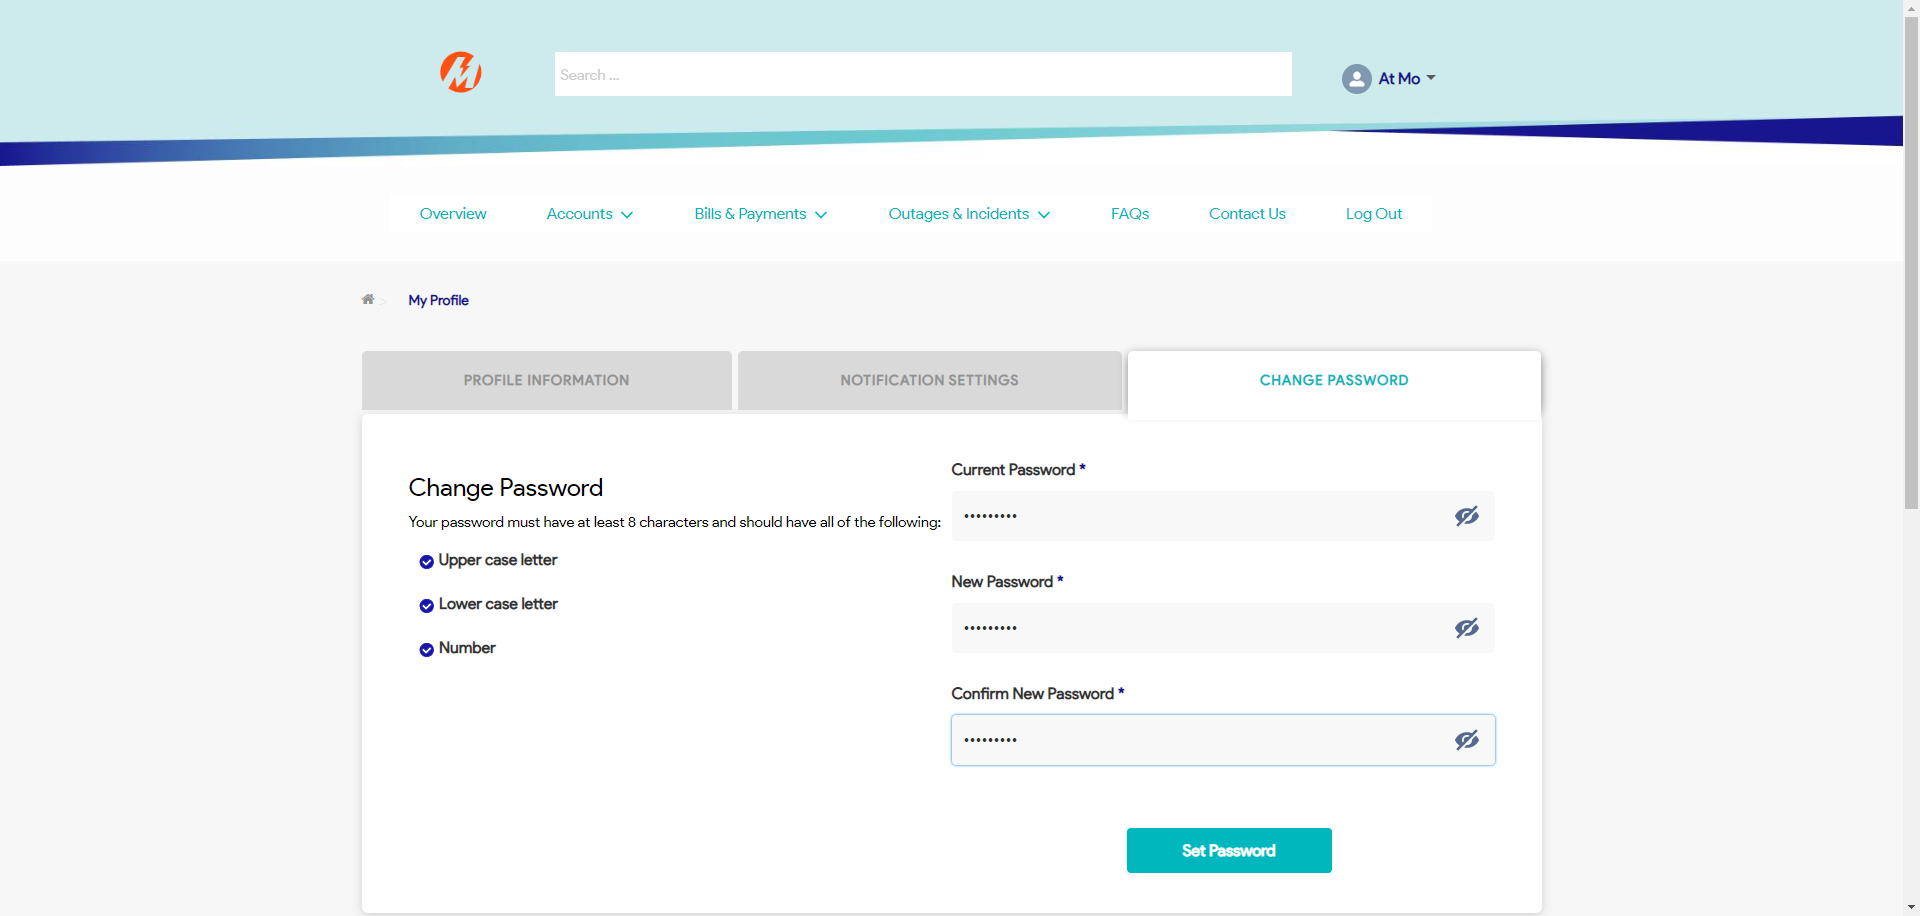 Search ...
At Mo
Overview
Accounts
Bills & Payments
Outages & Incidents
FAQs
Contact Us
Log Out
> My Profile
PROFILE INFORMATION
NOTIFICATION SETTINGS
CHANGE PASSWORD
Change Password
Your password must have at least 8 characters and should have all of the following:
Upper case letter
Lower case letter
Number
Current Password *
•••••••••
New Password *
•••••••••
Confirm New Password *
•••••••••
Set Password